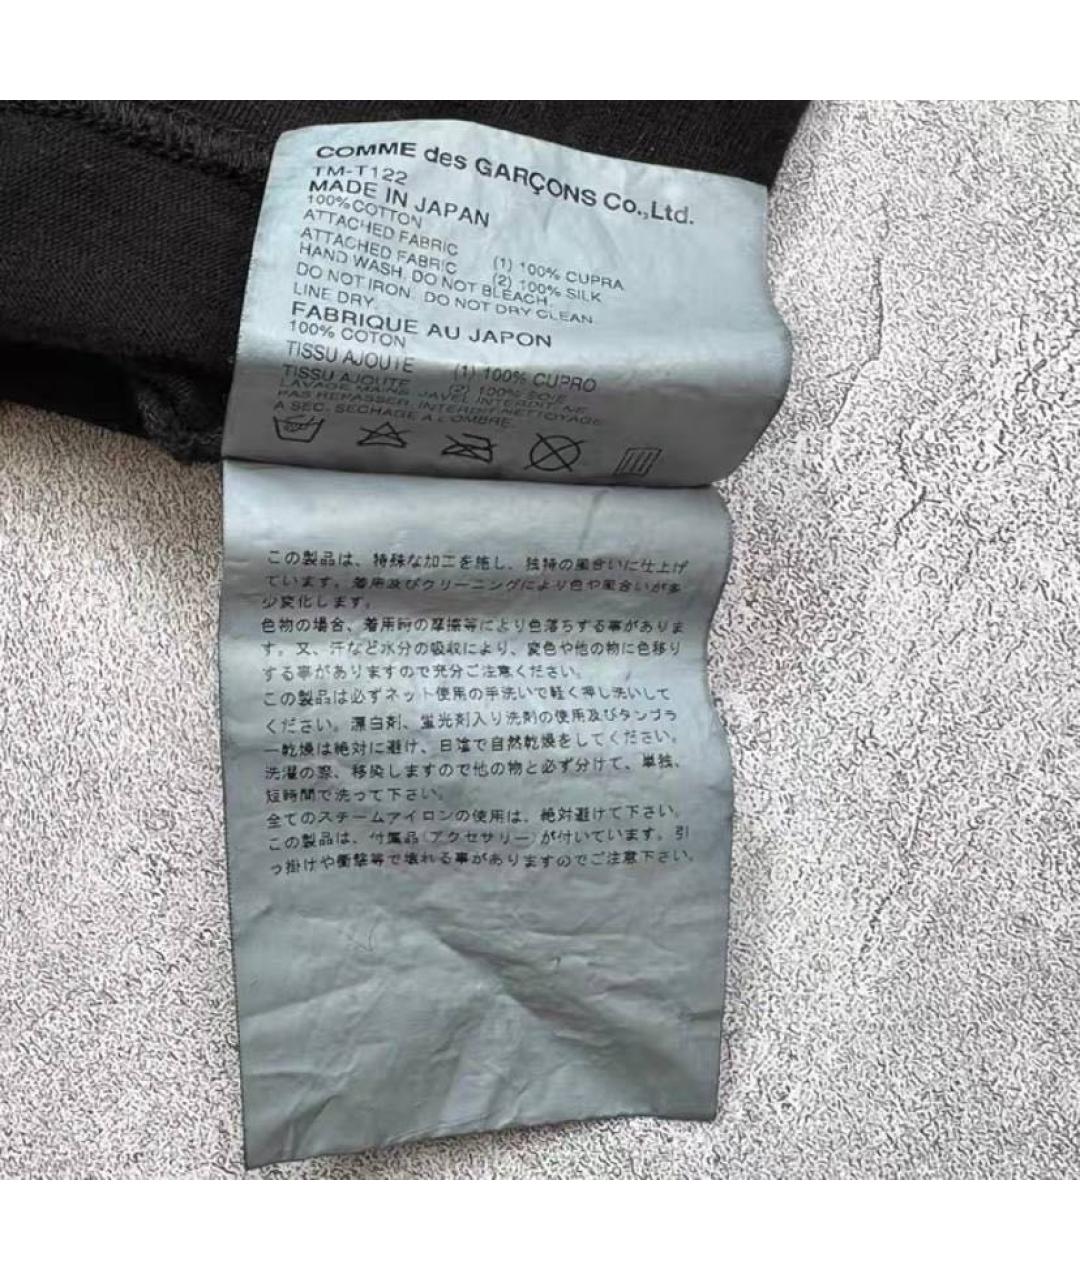 COMME des GARÇONS Co.,Ltd.
TM-T122
MADE IN JAPAN
100%COTTON
ATTACHED FABRIC (1) 100% CUPRA
ATTACHED FABRIC (2) 100% SILK
HAND WASH. DO NOT BLEACH.
DO NOT IRON. DO NOT DRY CLEAN.
LINE DRY.
FABRIQUE AU JAPON
100% COTON
TISSU AJOUTE (1) 100% CUPRO
TISSU AJOUTE (2) 100% SOIE
LAVAGE MAINS. JAVEL INTERDIT. NE
PAS REPASSER. INTERDIT NETTOYAGE
A SEC. SECHAGE A L'OMBRE.
この製品は、特殊な加工を施し、独特の風合いに仕上げ
ています。着用及びクリーニングにより色や風合いが多
少変化します。
色物の場合、着用時の摩擦等により色落ちする事がありま
す。又、汗など水分の吸収により、変色や他の物に色移り
する事がありますので充分ご注意ください。
この製品は必ずネット使用の手洗いで軽く押し洗いして
ください。漂白剤、蛍光剤入り洗剤の使用及びタンブラ
ー乾燥は絶対に避け、日陰で自然乾燥をしてください。
洗濯の際、移染しますので他の物と必ず分けて、単独、
短時間で洗って下さい。
全てのスチームアイロンの使用は、絶対避けて下さい。
この製品は、付属品(アクセサリー)が付いています。引
っ掛けや衝撃等で壊れる事がありますのでご注意下さい。